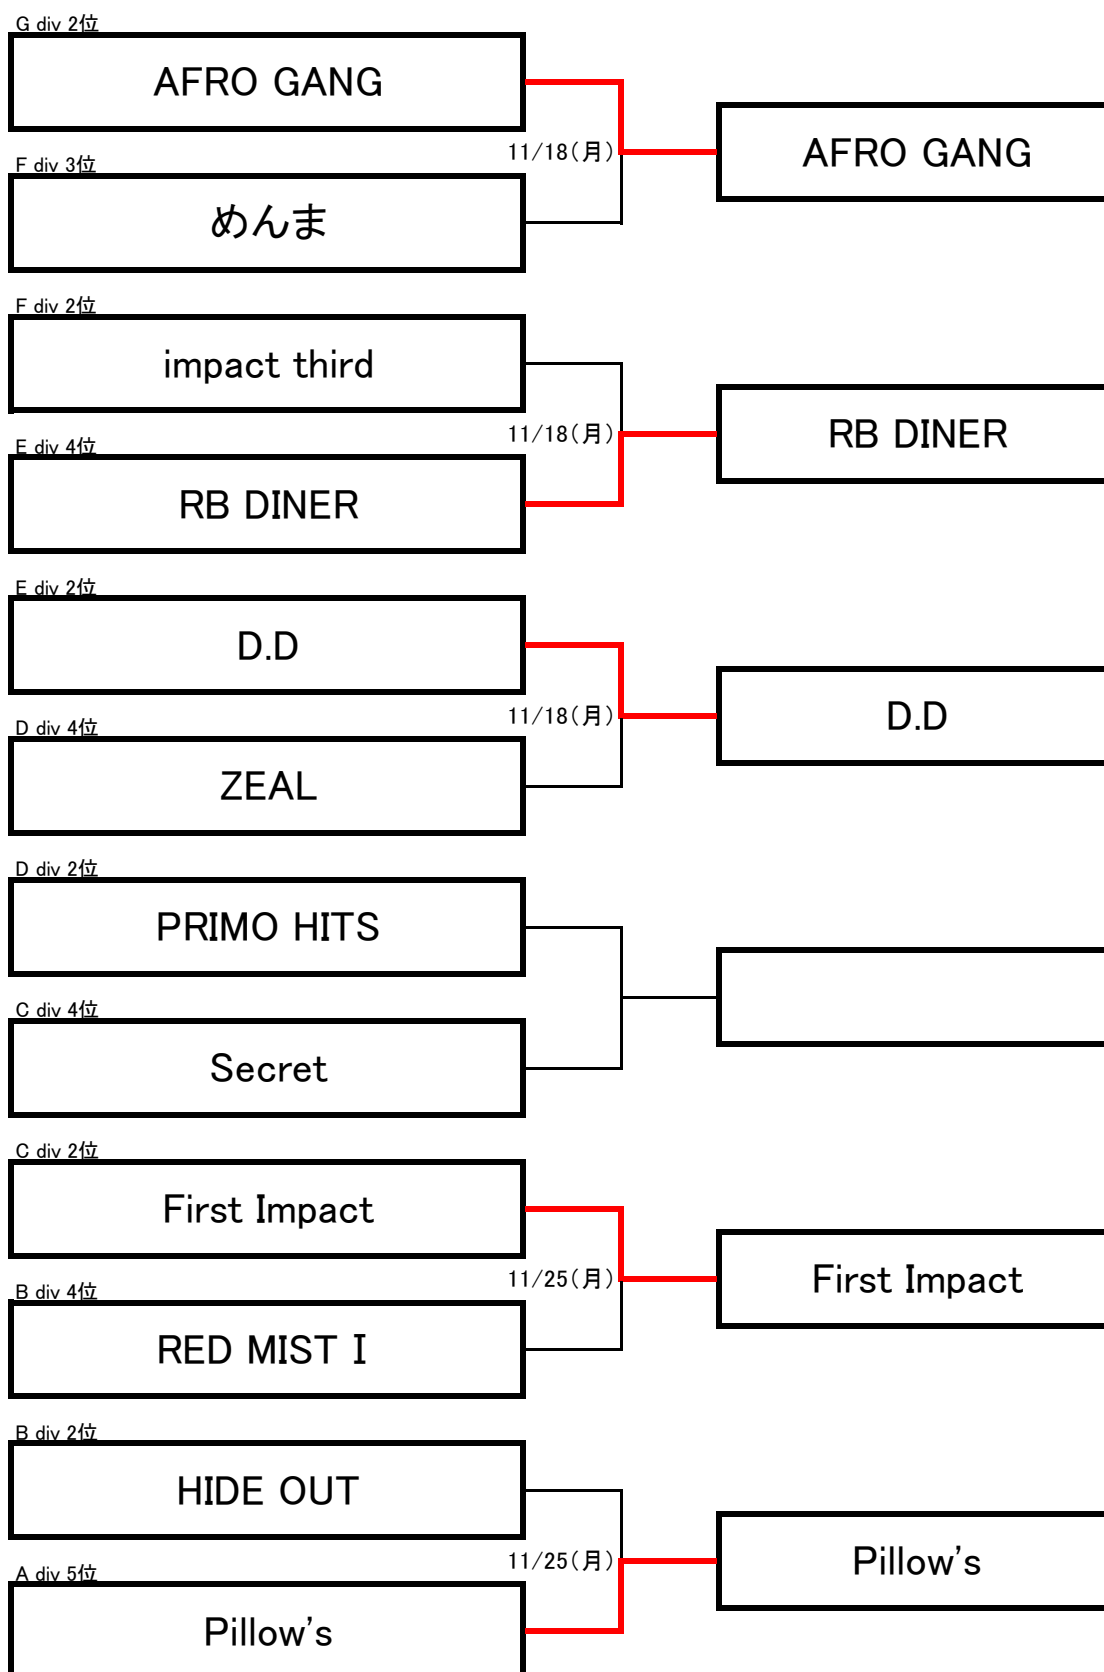 G div 2位
AFRO GANG
11/18(月)
AFRO GANG
F div 3位
めんま
F div 2位
impact third
11/18(月)
RB DINER
E div 4位
RB DINER
E div 2位
D.D
11/18(月)
D.D
D div 4位
ZEAL
D div 2位
PRIMO HITS
C div 4位
Secret
C div 2位
First Impact
11/25(月)
First Impact
B div 4位
RED MIST I
B div 2位
HIDE OUT
11/25(月)
Pillow's
A div 5位
Pillow's